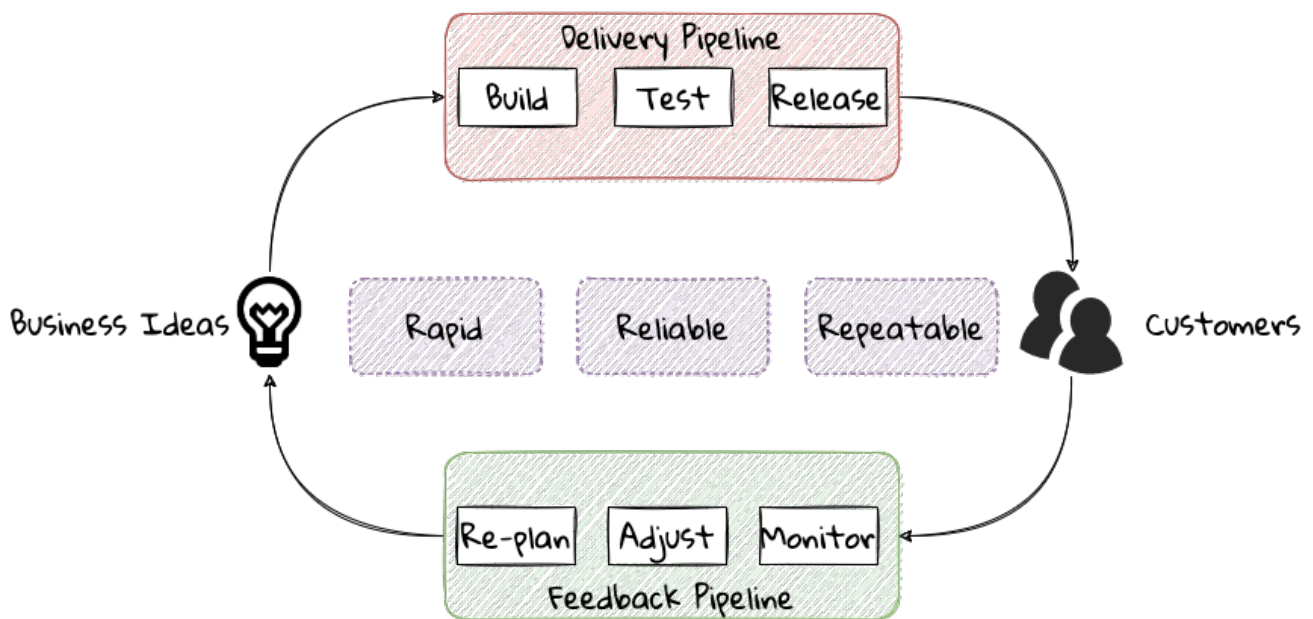 Delivery Pipeline
Build Test Release
Business Ideas Rapid Reliable Repeatable Customers
Re-plan Adjust Monitor
Feedback Pipeline